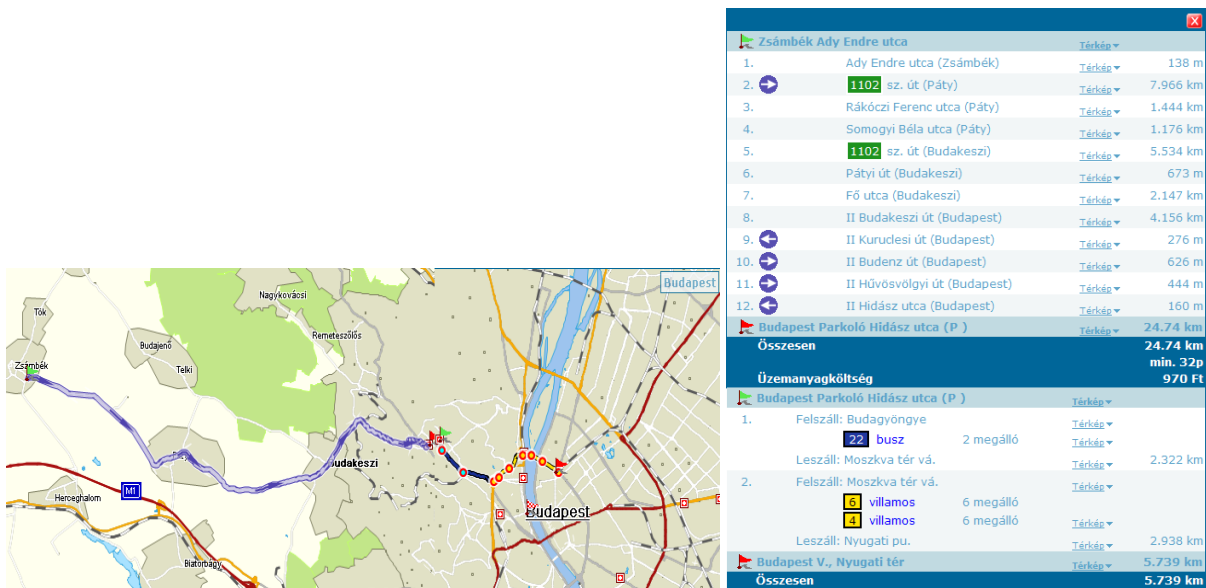 Budapest
Nagykovácsi
Tök
Remeteszőlős
Budajenő
Zsámbék
Telki
udakeszi
M1
Herceghalom
Budapest
Biatorbágy
X
Zsámbék Ady Endre utca Térkép
1. Ady Endre utca (Zsámbék) Térkép 138 m
2. 1102 sz. út (Páty) Térkép 7.966 km
3. Rákóczi Ferenc utca (Páty) Térkép 1.444 km
4. Somogyi Béla utca (Páty) Térkép 1.176 km
5. 1102 sz. út (Budakeszi) Térkép 5.534 km
6. Pátyi út (Budakeszi) Térkép 673 m
7. Fő utca (Budakeszi) Térkép 2.147 km
8. II Budakeszi út (Budapest) Térkép 4.156 km
9. II Kuruclesi út (Budapest) Térkép 276 m
10. II Budenz út (Budapest) Térkép 626 m
11. II Hűvösvölgyi út (Budapest) Térkép 444 m
12. II Hidász utca (Budapest) Térkép 160 m
Budapest Parkoló Hidász utca (P ) Térkép 24.74 km
Összesen 24.74 km
min. 32p
Üzemanyagköltség 970 Ft
Budapest Parkoló Hidász utca (P ) Térkép
1. Felszáll: Budagyöngye Térkép
22 busz 2 megálló Térkép
Leszáll: Moszkva tér vá. Térkép 2.322 km
2. Felszáll: Moszkva tér vá. Térkép
6 villamos 6 megálló
4 villamos 6 megálló Térkép
Leszáll: Nyugati pu. Térkép 2.938 km
Budapest V., Nyugati tér Térkép 5.739 km
Összesen 5.739 km